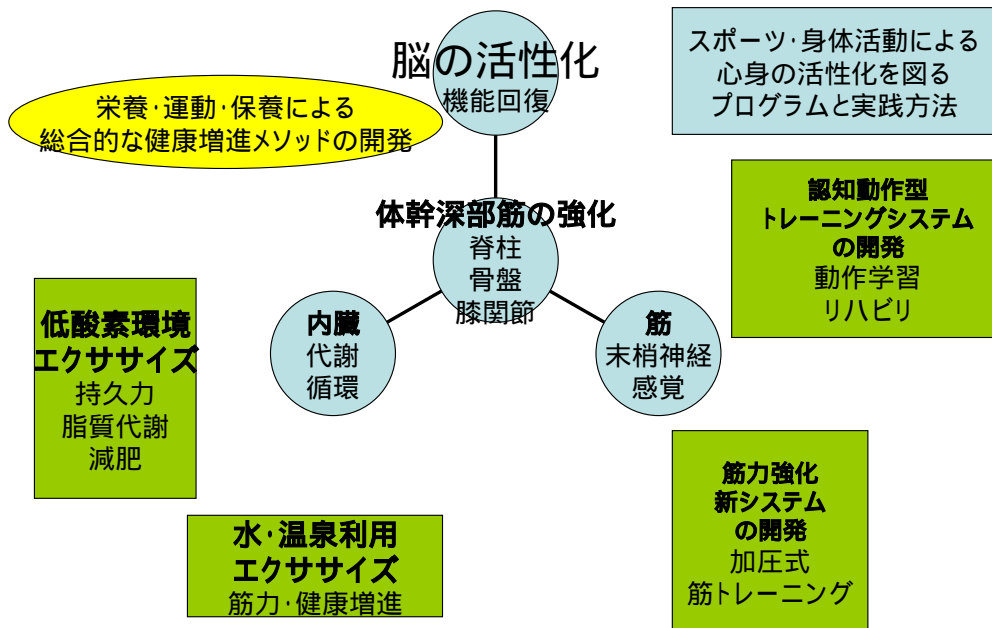 脳の活性化
機能回復
スポーツ・身体活動による
心身の活性化を図る
プログラムと実践方法
栄養・運動・保養による
総合的な健康増進メソッドの開発
体幹深部筋の強化
脊柱
骨盤
膝関節
認知動作型
トレーニングシステム
の開発
動作学習
リハビリ
低酸素環境
エクササイズ
持久力
脂質代謝
減肥
内臓
代謝
循環
筋
末梢神経
感覚
水・温泉利用
エクササイズ
筋力・健康増進
筋力強化
新システム
の開発
加圧式
筋トレーニング